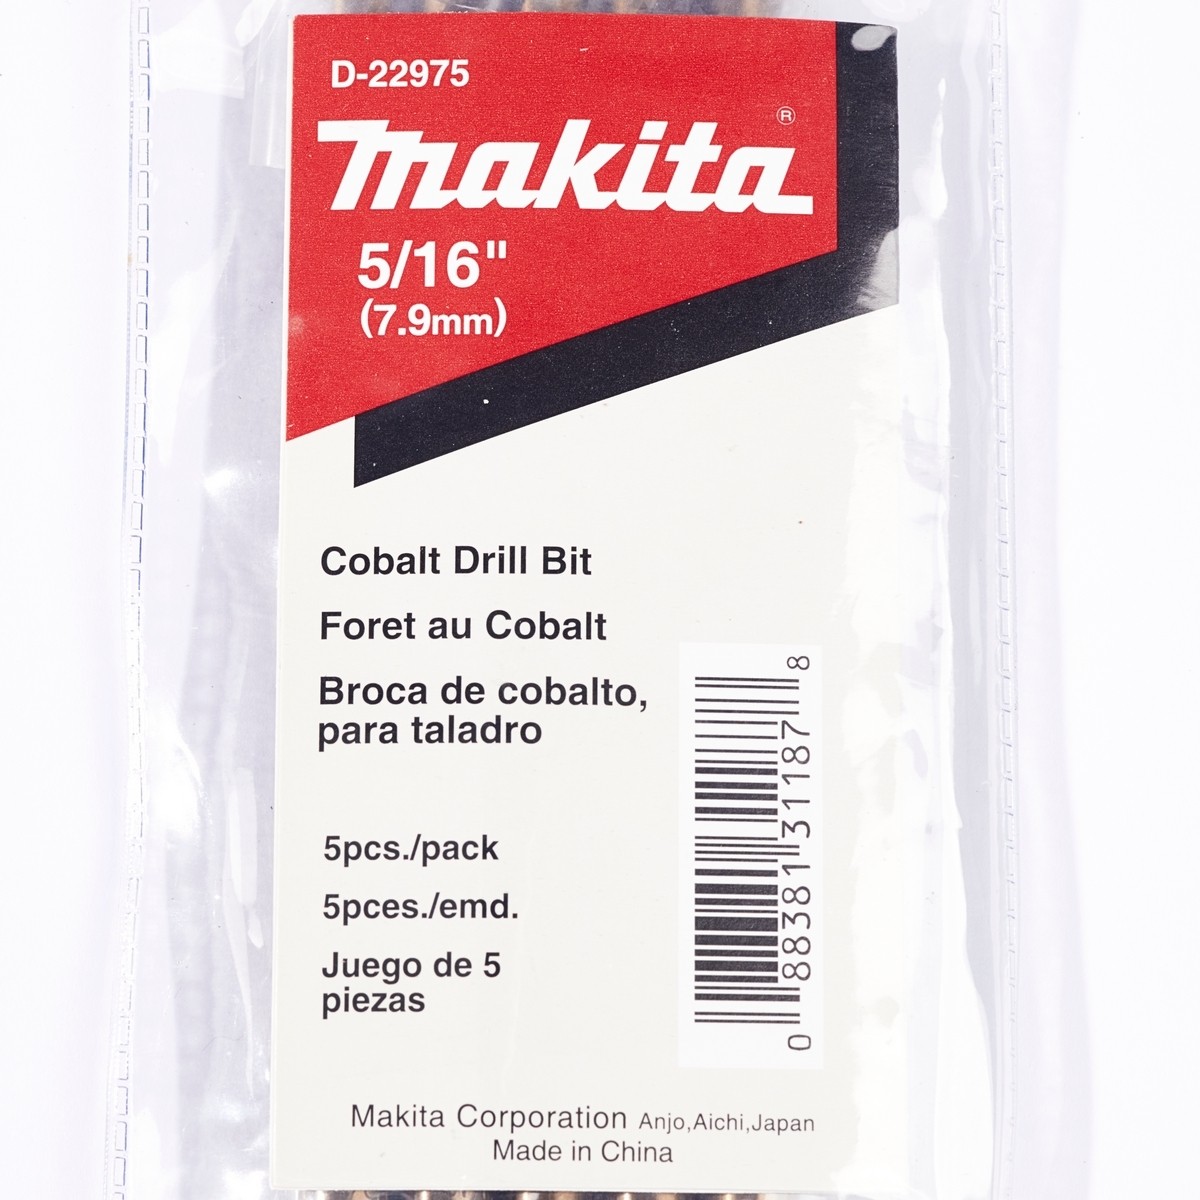 D-22975
makita®
5/16"
(7.9mm)
Cobalt Drill Bit
Foret au Cobalt
Broca de cobalto,
para taladro
5pcs./pack
5pces./emd.
Juego de 5
piezas
0 88381 31187 8
Makita Corporation Anjo,Aichi,Japan
Made in China